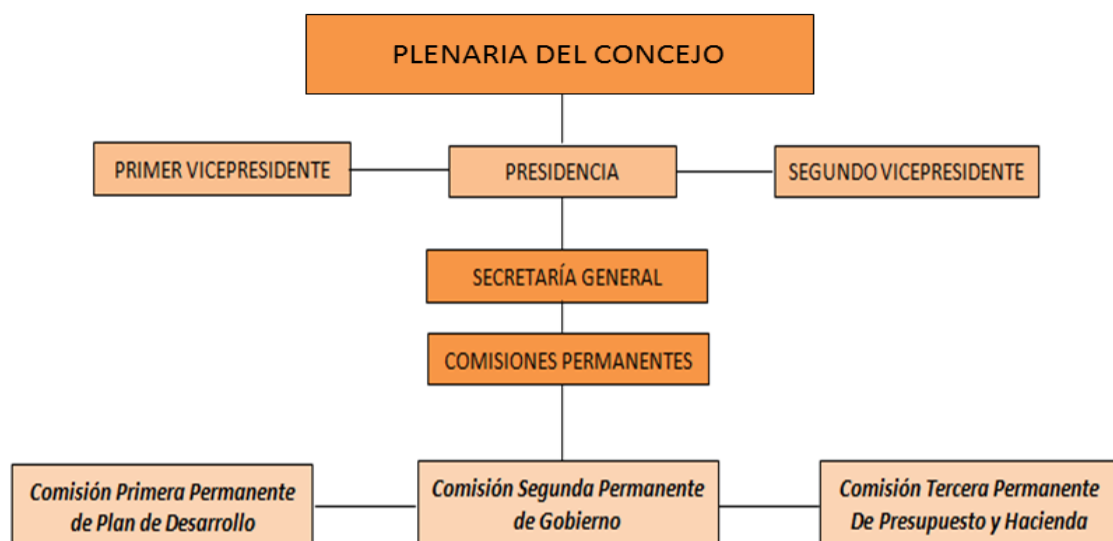 PLENARIA DEL CONCEJO
PRIMER VICEPRESIDENTE
PRESIDENCIA
SEGUNDO VICEPRESIDENTE
SECRETARÍA GENERAL
COMISIONES PERMANENTES
Comisión Primera Permanente
de Plan de Desarrollo
Comisión Segunda Permanente
de Gobierno
Comisión Tercera Permanente
De Presupuesto y Hacienda